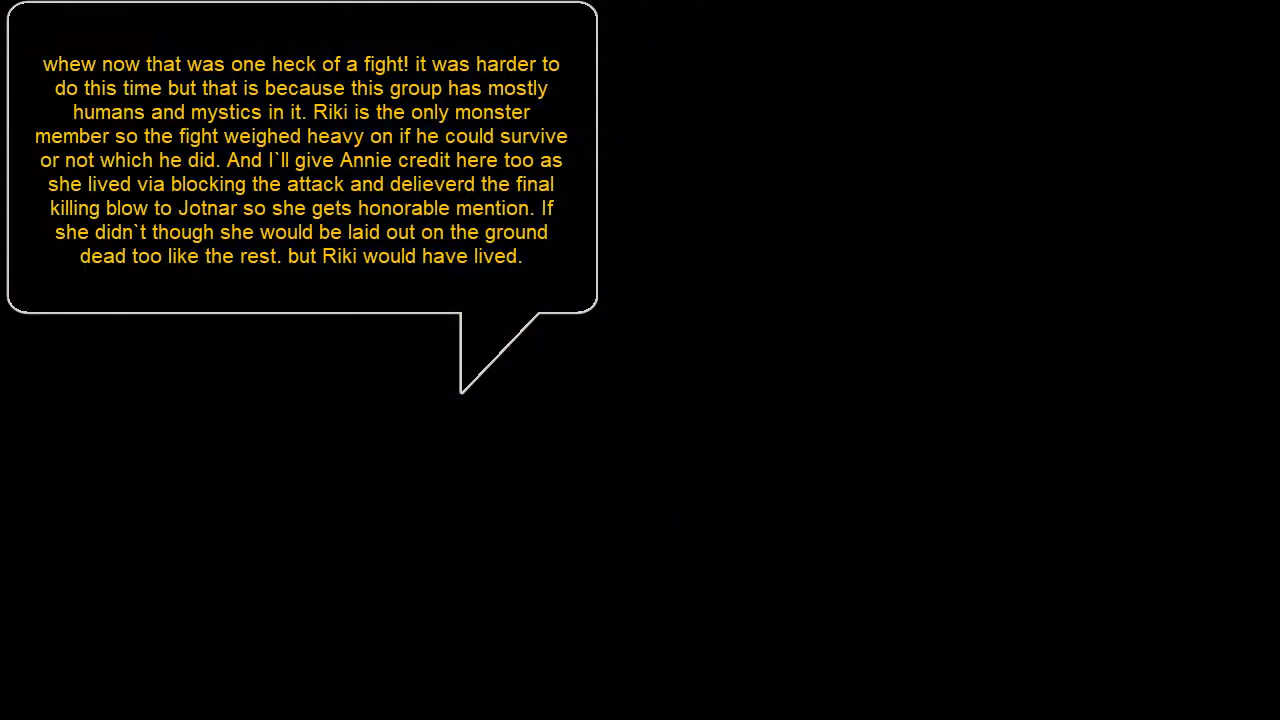 whew now that was one heck of a fight! it was harder to
do this time but that is because this group has mostly
humans and mystics in it. Riki is the only monster
member so the fight weighed heavy on if he could survive
or not which he did. And I`ll give Annie credit here too as
she lived via blocking the attack and delieverd the final
killing blow to Jotnar so she gets honorable mention. If
she didn`t though she would be laid out on the ground
dead too like the rest. but Riki would have lived.